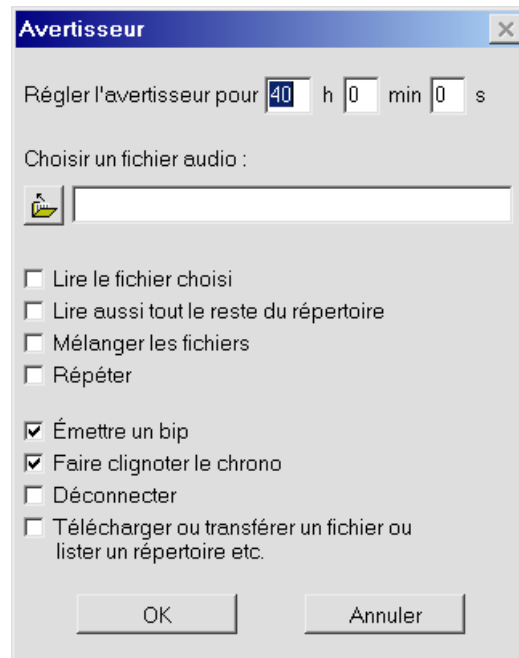 Avertisseur
Régler l'avertisseur pour 40 h 0 min 0 s
Choisir un fichier audio :
Lire le fichier choisi
Lire aussi tout le reste du répertoire
Mélanger les fichiers
Répéter
Émettre un bip
Faire clignoter le chrono
Déconnecter
Télécharger ou transférer un fichier ou
lister un répertoire etc.
OK Annuler